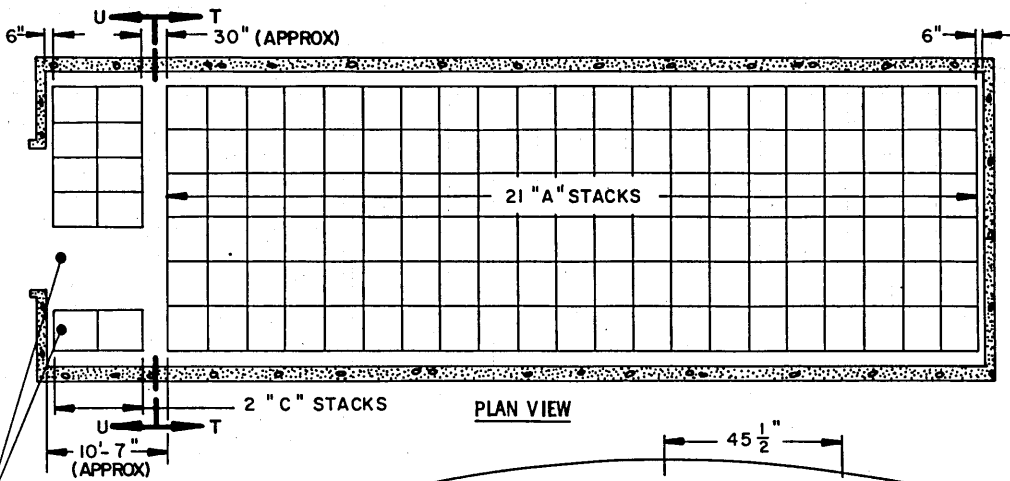 U T
6" 30" (APPROX) 6"
21 "A" STACKS
2 "C" STACKS
PLAN VIEW
U T
10'-7"
(APPROX)
45 1/2"